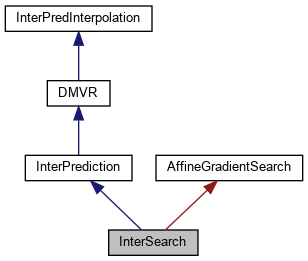 InterPredInterpolation
DMVR
InterPrediction
AffineGradientSearch
InterSearch